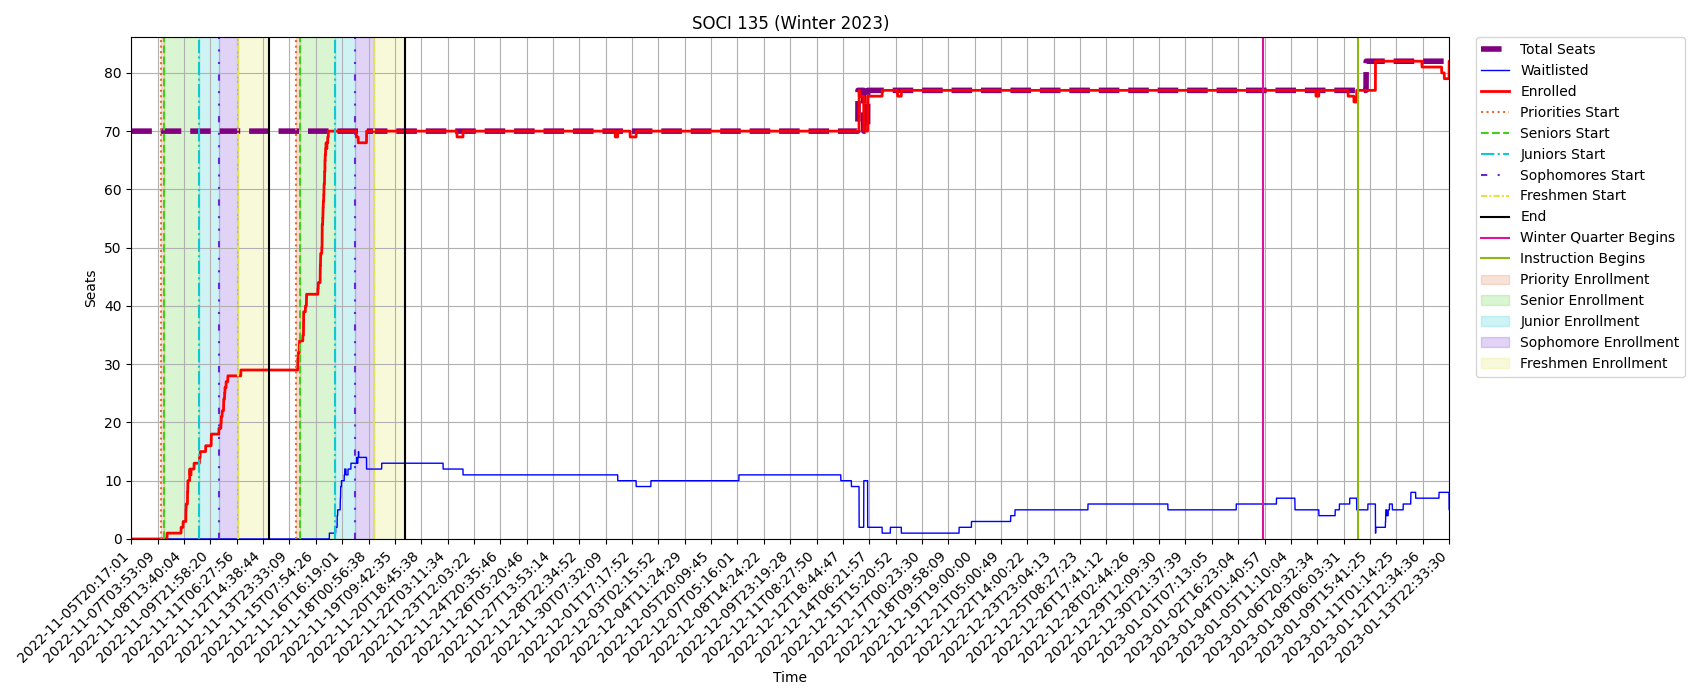 SOCI 135 (Winter 2023)
Seats
80
70
60
50
40
30
20
10
0
2022-11-05T20:17:01
2022-11-07T03:53:09
2022-11-08T13:40:04
2022-11-09T21:58:20
2022-11-11T06:27:56
2022-11-12T14:38:44
2022-11-13T23:33:09
2022-11-15T07:54:26
2022-11-16T16:19:01
2022-11-18T00:56:38
2022-11-19T09:42:35
2022-11-20T18:45:38
2022-11-22T03:11:34
2022-11-23T12:03:22
2022-11-24T20:35:46
2022-11-26T05:20:46
2022-11-27T13:53:14
2022-11-28T22:34:52
2022-11-30T07:32:09
2022-12-01T17:17:52
2022-12-03T02:15:52
2022-12-04T11:24:29
2022-12-05T20:09:45
2022-12-07T05:16:01
2022-12-08T14:24:22
2022-12-09T23:19:28
2022-12-11T08:27:50
2022-12-12T18:44:47
2022-12-14T06:21:57
2022-12-15T15:20:52
2022-12-17T00:23:30
2022-12-18T09:58:09
2022-12-19T19:00:00
2022-12-21T05:00:49
2022-12-22T14:00:22
2022-12-23T23:04:13
2022-12-25T08:27:23
2022-12-26T17:41:12
2022-12-28T02:44:26
2022-12-29T12:09:30
2022-12-30T21:37:39
2023-01-01T07:13:05
2023-01-02T16:23:04
2023-01-04T01:40:57
2023-01-05T11:10:04
2023-01-06T20:32:34
2023-01-08T06:03:31
2023-01-09T15:41:25
2023-01-11T01:14:25
2023-01-12T12:34:36
2023-01-13T22:33:30
Time
Total Seats
Waitlisted
Enrolled
Priorities Start
Seniors Start
Juniors Start
Sophomores Start
Freshmen Start
End
Winter Quarter Begins
Instruction Begins
Priority Enrollment
Senior Enrollment
Junior Enrollment
Sophomore Enrollment
Freshmen Enrollment